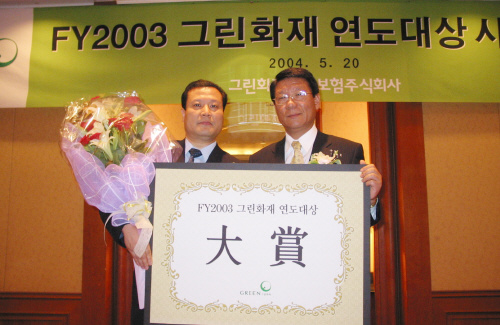 FY2003 그린화재 연도대상 시
2004. 5. 20
그린화 보험주식회사
FY2003 그린화재 연도대상
大賞
GREEN